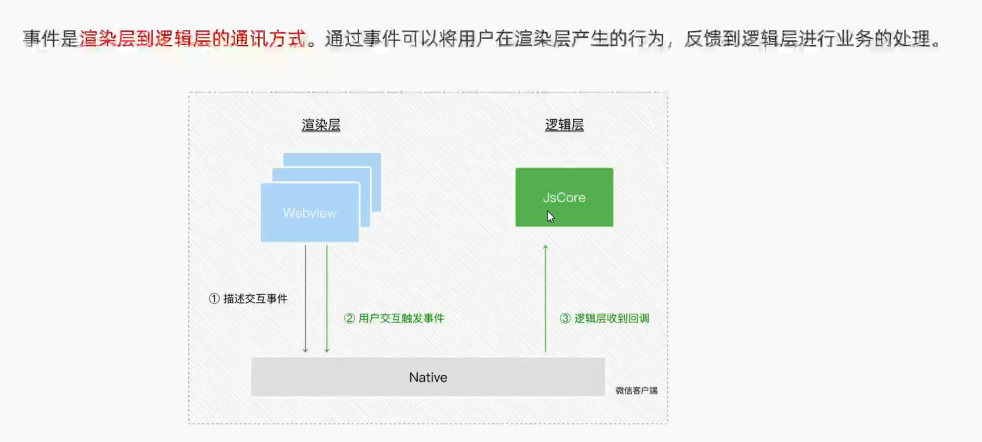 事件是渲染层到逻辑层的通讯方式。通过事件可以将用户在渲染层产生的行为，反馈到逻辑层进行业务的处理。
渲染层
逻辑层
Webview
JsCore
① 描述交互事件
② 用户交互触发事件
③ 逻辑层收到回调
Native
微信客户端